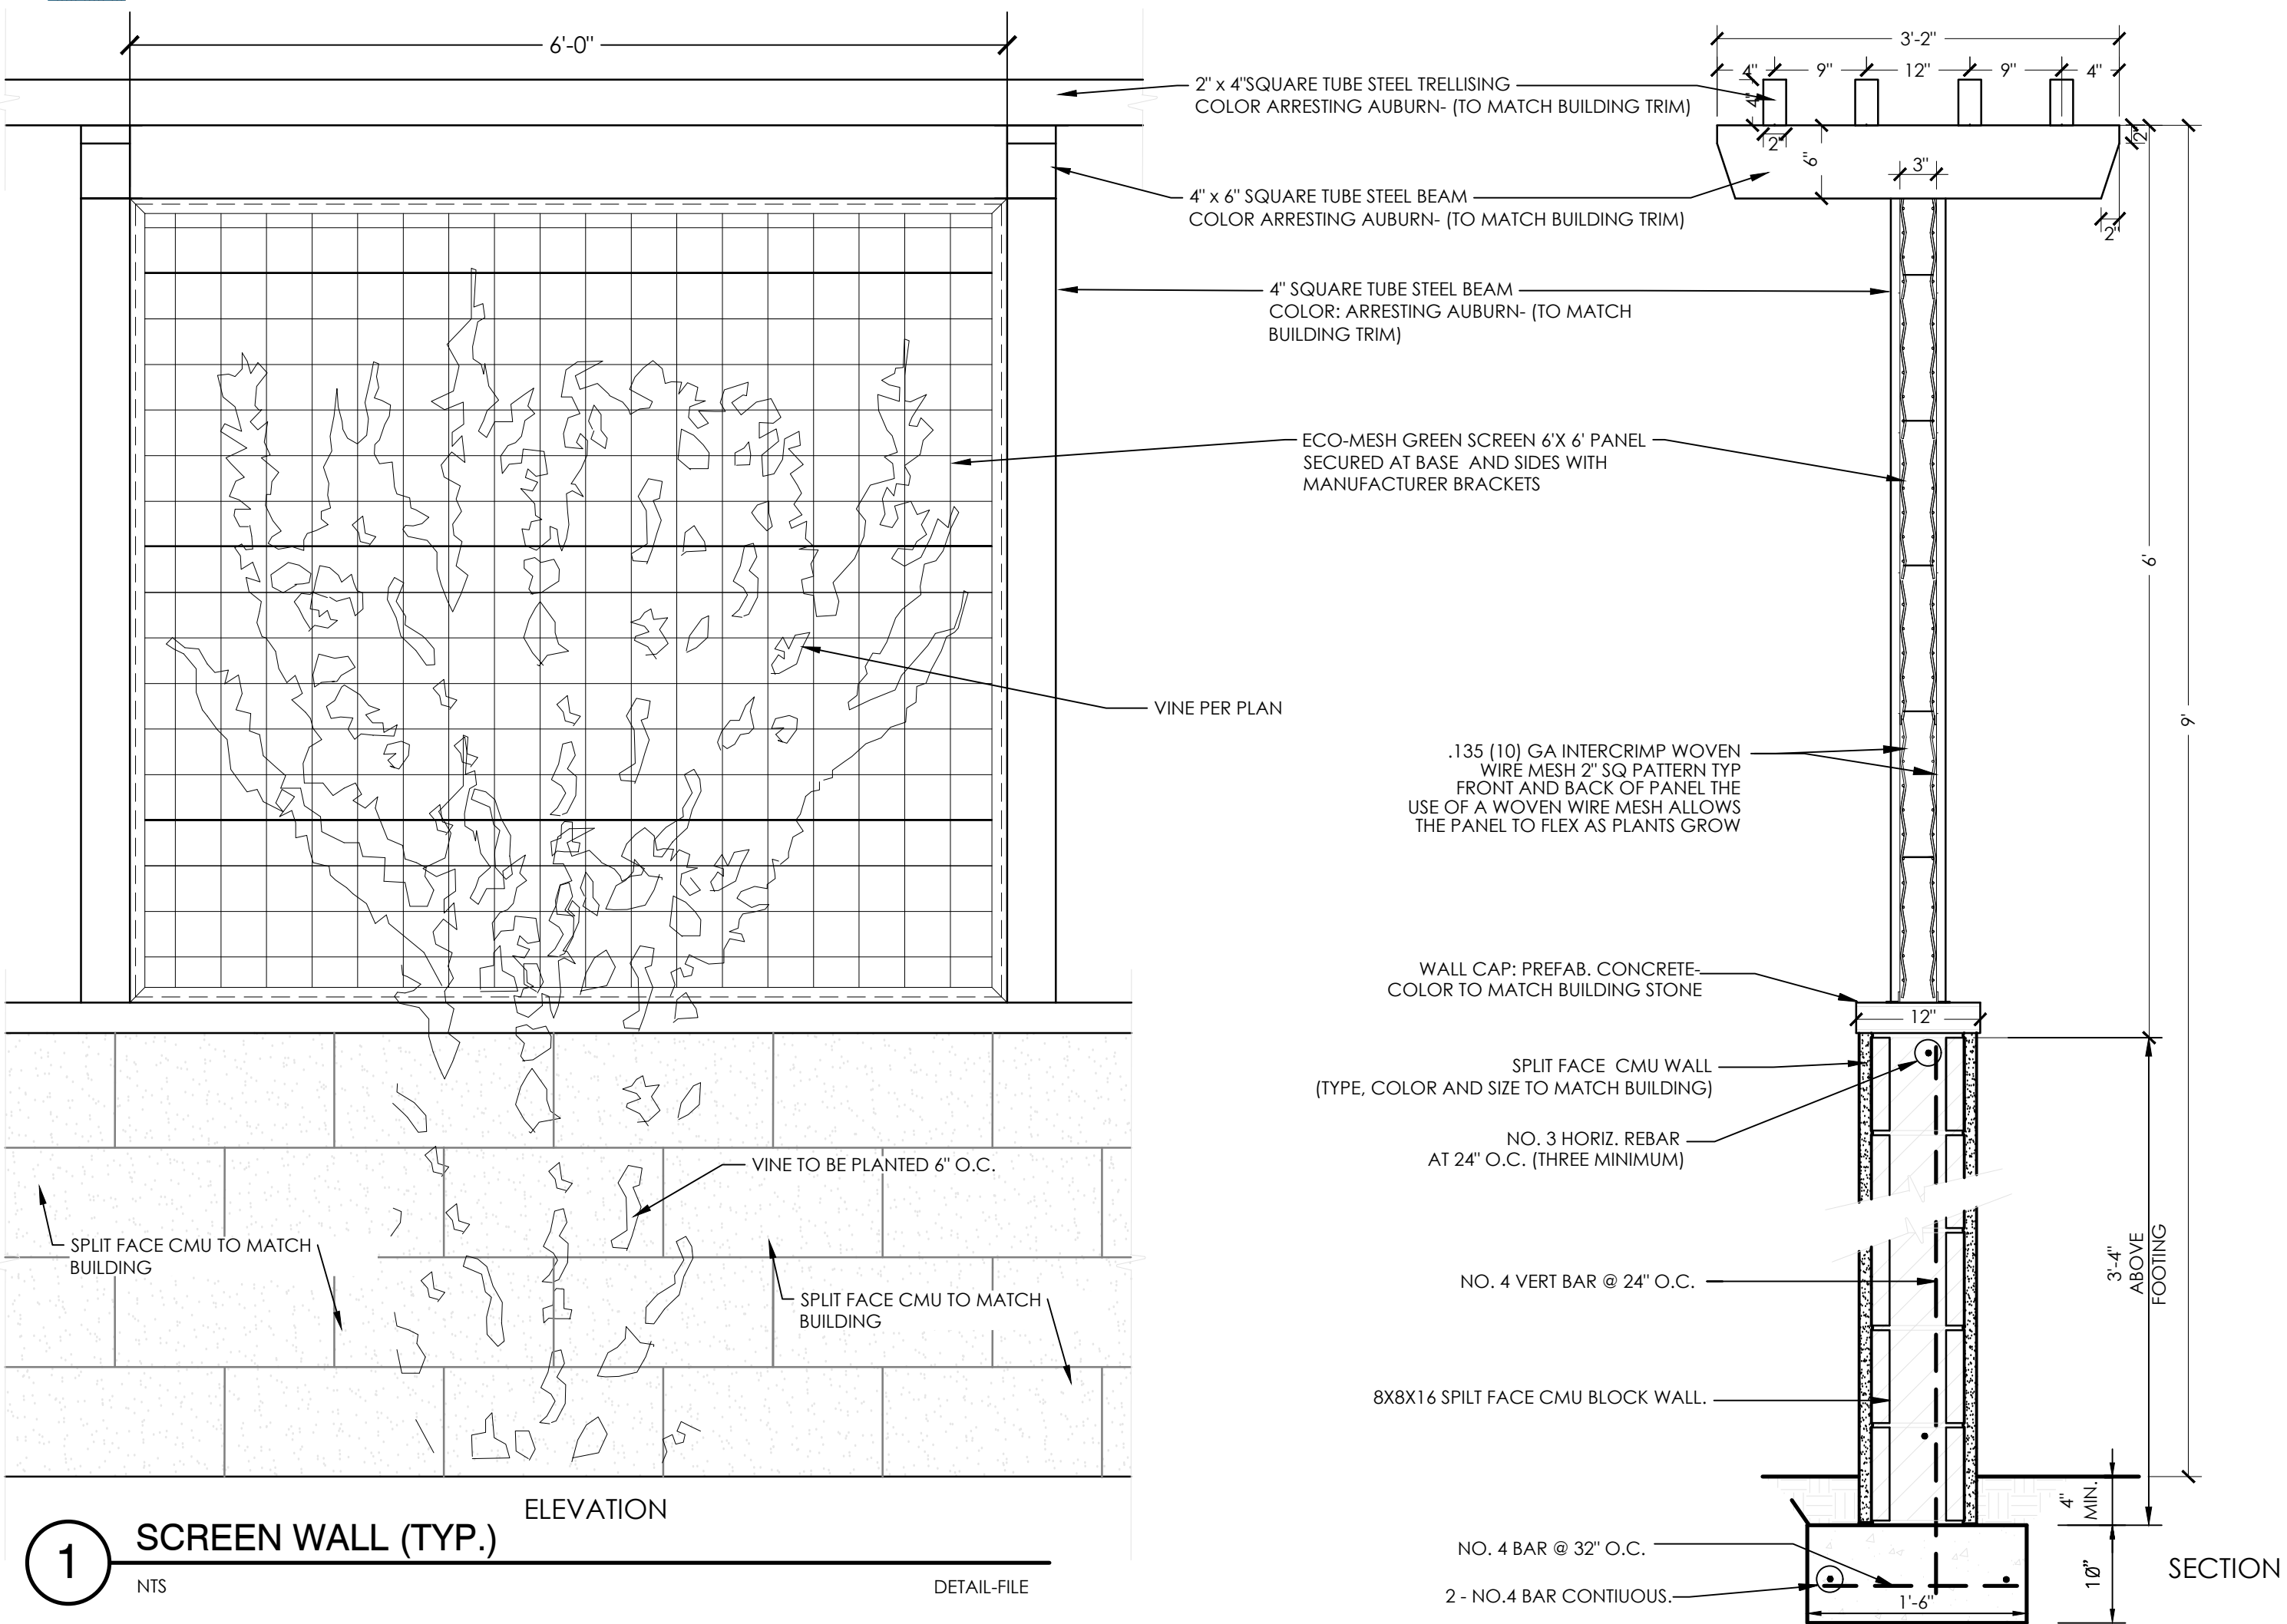 6'-0"
2" x 4"SQUARE TUBE STEEL TRELLISING
COLOR ARRESTING AUBURN- (TO MATCH BUILDING TRIM)
4" x 6" SQUARE TUBE STEEL BEAM
COLOR ARRESTING AUBURN- (TO MATCH BUILDING TRIM)
4" SQUARE TUBE STEEL BEAM
COLOR: ARRESTING AUBURN- (TO MATCH
BUILDING TRIM)
ECO-MESH GREEN SCREEN 6'X 6' PANEL
SECURED AT BASE AND SIDES WITH
MANUFACTURER BRACKETS
VINE PER PLAN
.135 (10) GA INTERCRIMP WOVEN
WIRE MESH 2" SQ PATTERN TYP
FRONT AND BACK OF PANEL THE
USE OF A WOVEN WIRE MESH ALLOWS
THE PANEL TO FLEX AS PLANTS GROW
WALL CAP: PREFAB. CONCRETE-
COLOR TO MATCH BUILDING STONE
SPLIT FACE CMU WALL
(TYPE, COLOR AND SIZE TO MATCH BUILDING)
NO. 3 HORIZ. REBAR
AT 24" O.C. (THREE MINIMUM)
NO. 4 VERT BAR @ 24" O.C.
8X8X16 SPILT FACE CMU BLOCK WALL.
NO. 4 BAR @ 32" O.C.
2 - NO.4 BAR CONTIUOUS.
VINE TO BE PLANTED 6" O.C.
SPLIT FACE CMU TO MATCH
BUILDING
SPLIT FACE CMU TO MATCH
BUILDING
ELEVATION
1
SCREEN WALL (TYP.)
NTS
DETAIL-FILE
3'-2"
4" 9" 12" 9" 4"
4"
2"
6"
3"
2"
2"
6'
9'
12"
3'-4"
ABOVE
FOOTING
4"
MIN.
10"
1'-6"
SECTION